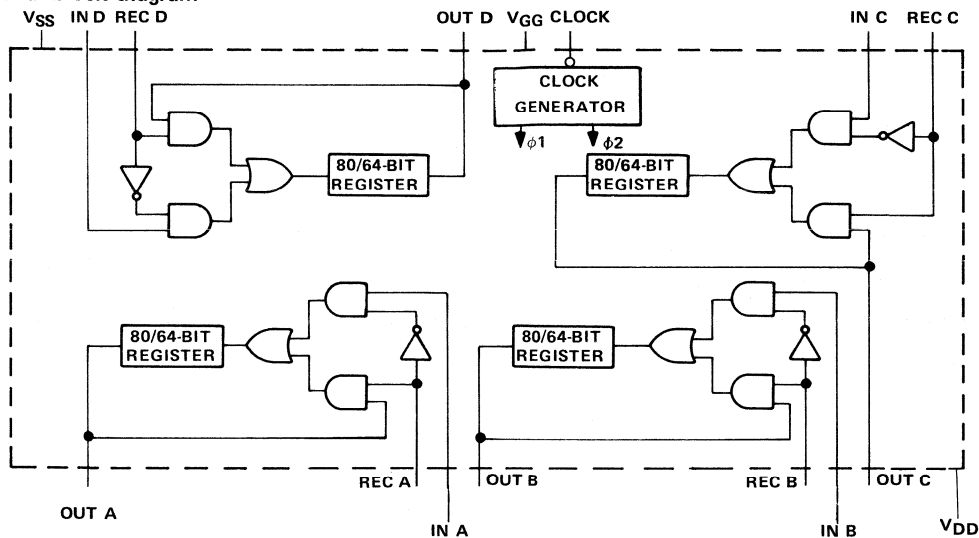 VSS IN D REC D OUT D VGG CLOCK IN C REC C
CLOCK
GENERATOR
ϕ1 ϕ2
80/64-BIT
REGISTER
80/64-BIT
REGISTER
80/64-BIT
REGISTER
80/64-BIT
REGISTER
REC A OUT B REC B OUT C
OUT A IN A IN B VDD